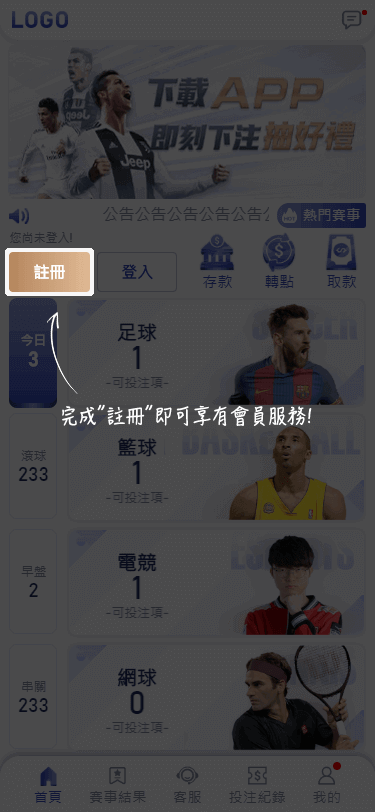 LOGO
下載APP
即刻下注抽好禮
公告公告公告公告公告公
熱門賽事
您尚未登入!
註冊
登入
存款
轉點
取款
今日
3
足球
1
-可投注項-
完成"註冊"即可享有會員服務!
滾球
233
籃球
1
-可投注項-
BASKETBALL
早盤
2
電競
1
-可投注項-
串關
233
網球
0
-可投注項-
首頁
賽事結果
客服
投注紀錄
我的